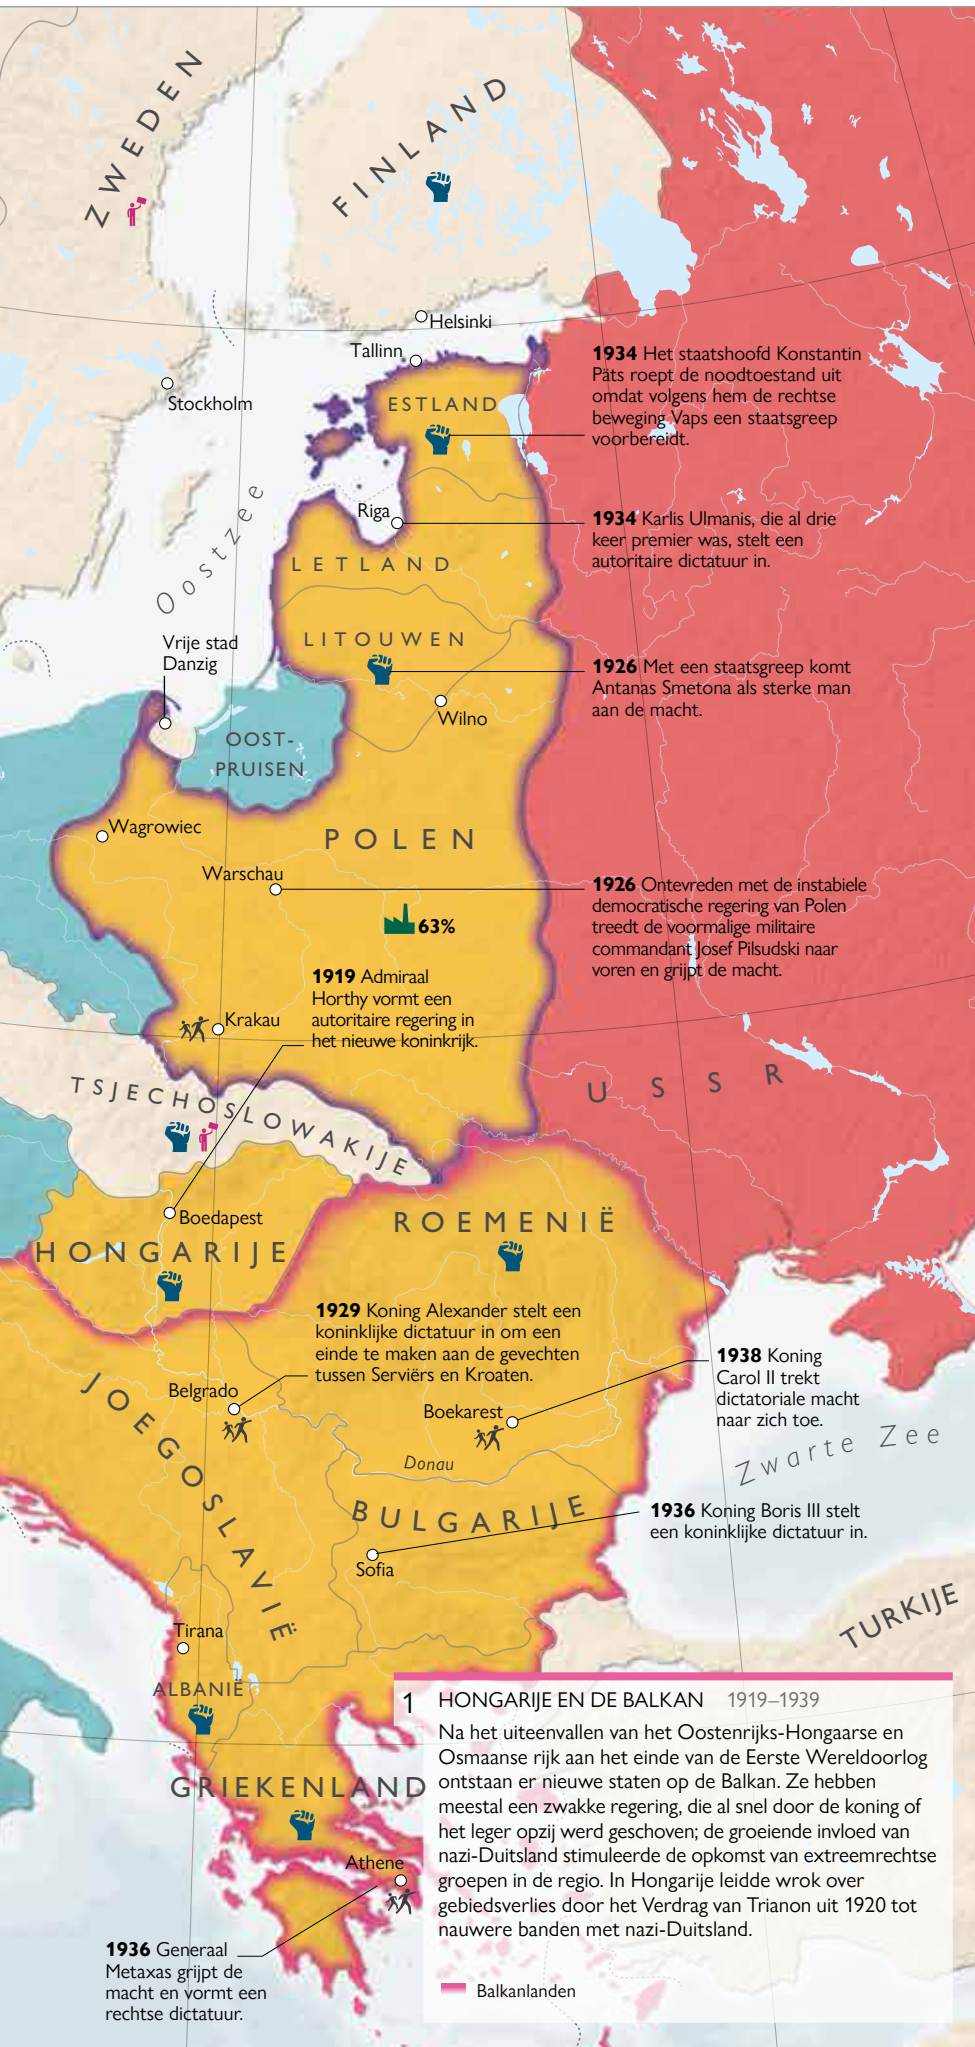 ZWEDEN
FINLAND
Helsinki
Tallinn
Stockholm
ESTLAND
1934 Het staatshoofd Konstantin
Päts roept de noodtoestand uit
omdat volgens hem de rechtse
beweging Vaps een staatsgreep
voorbereidt.
Oostzee
Riga
1934 Karlis Ulmanis, die al drie
keer premier was, stelt een
autoritaire dictatuur in.
LETLAND
LITOUWEN
Vrije stad
Danzig
1926 Met een staatsgreep komt
Antanas Smetona als sterke man
aan de macht.
Wilno
OOST-
PRUISEN
Wagrowiec
POLEN
Warschau
1926 Ontevreden met de instabiele
democratische regering van Polen
treedt de voormalige militaire
commandant Josef Pilsudski naar
voren en grijpt de macht.
63%
1919 Admiraal
Horthy vormt een
autoritaire regering in
het nieuwe koninkrijk.
Krakau
USSR
TSJECHOSLOWAKIJE
Boedapest
HONGARIJE
ROEMENIË
1929 Koning Alexander stelt een
koninklijke dictatuur in om een
einde te maken aan de gevechten
tussen Serviërs en Kroaten.
1938 Koning
Carol II trekt
dictatoriale macht
naar zich toe.
JOEGOSLAVIË
Belgrado
Boekarest
Donau
Zwarte Zee
BULGARIJE
1936 Koning Boris III stelt
een koninklijke dictatuur in.
Sofia
TURKIJE
Tirana
ALBANIË
GRIEKENLAND
Athene
1936 Generaal
Metaxas grijpt de
macht en vormt een
rechtse dictatuur.
1 HONGARIJE EN DE BALKAN 1919–1939
Na het uiteenvallen van het Oostenrijks-Hongaarse en
Osmaanse rijk aan het einde van de Eerste Wereldoorlog
ontstaan er nieuwe staten op de Balkan. Ze hebben
meestal een zwakke regering, die al snel door de koning of
het leger opzij werd geschoven; de groeiende invloed van
nazi-Duitsland stimuleerde de opkomst van extreemrechtse
groepen in de regio. In Hongarije leidde wrok over
gebiedsverlies door het Verdrag van Trianon uit 1920 tot
nauwere banden met nazi-Duitsland.
Balkanlanden